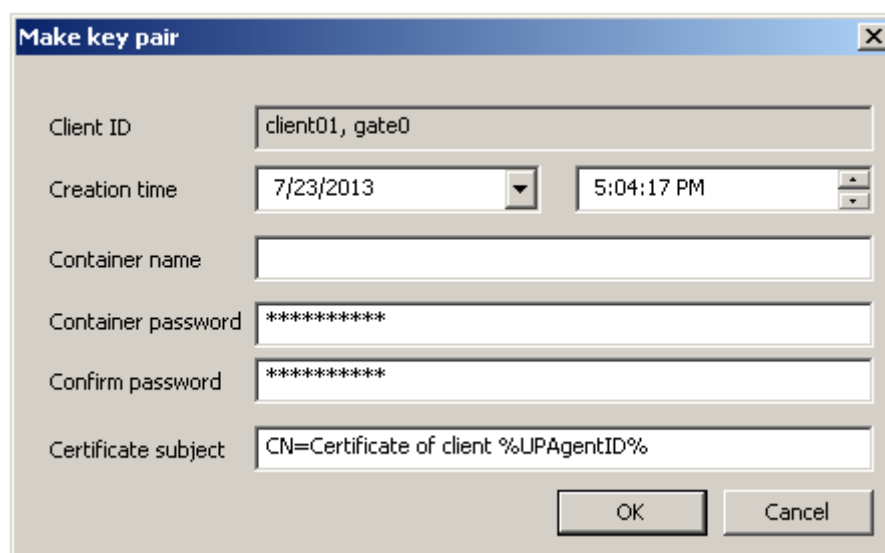 Make key pair
Client ID client01, gate0
Creation time 7/23/2013 5:04:17 PM
Container name
Container password **********
Confirm password **********
Certificate subject CN=Certificate of client %UPAgentID%
OK Cancel